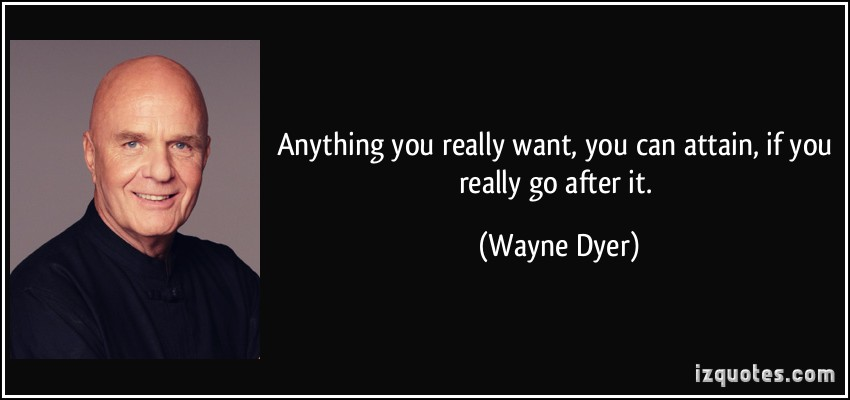 Anything you really want, you can attain, if you
really go after it.
(Wayne Dyer)
izquotes.com